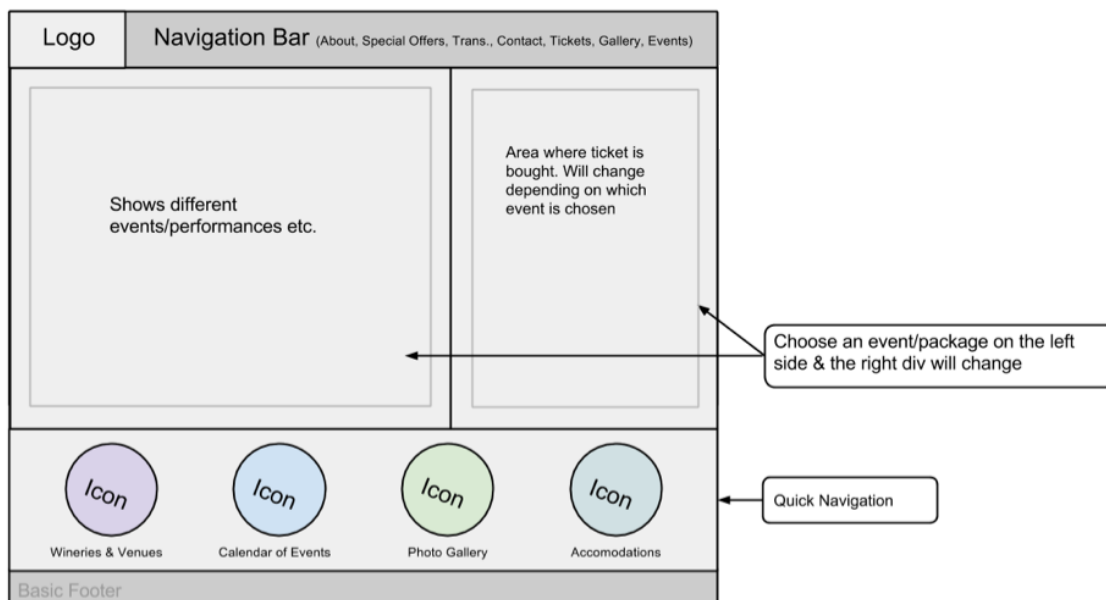 Logo
Navigation Bar (About, Special Offers, Trans., Contact, Tickets, Gallery, Events)
Shows different
events/performances etc.
Area where ticket is
bought. Will change
depending on which
event is chosen
Choose an event/package on the left
side & the right div will change
Icon
Icon
Icon
Icon
Wineries & Venues
Calendar of Events
Photo Gallery
Accomodations
Quick Navigation
Basic Footer